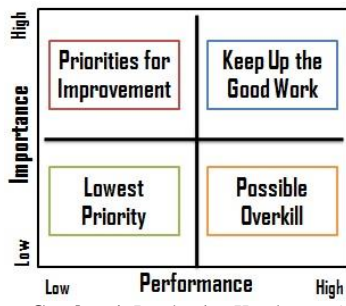 High
Priorities for
Improvement
Keep Up the
Good Work
Importance
Lowest
Priority
Possible
Overkill
Low
Low
Performance
High